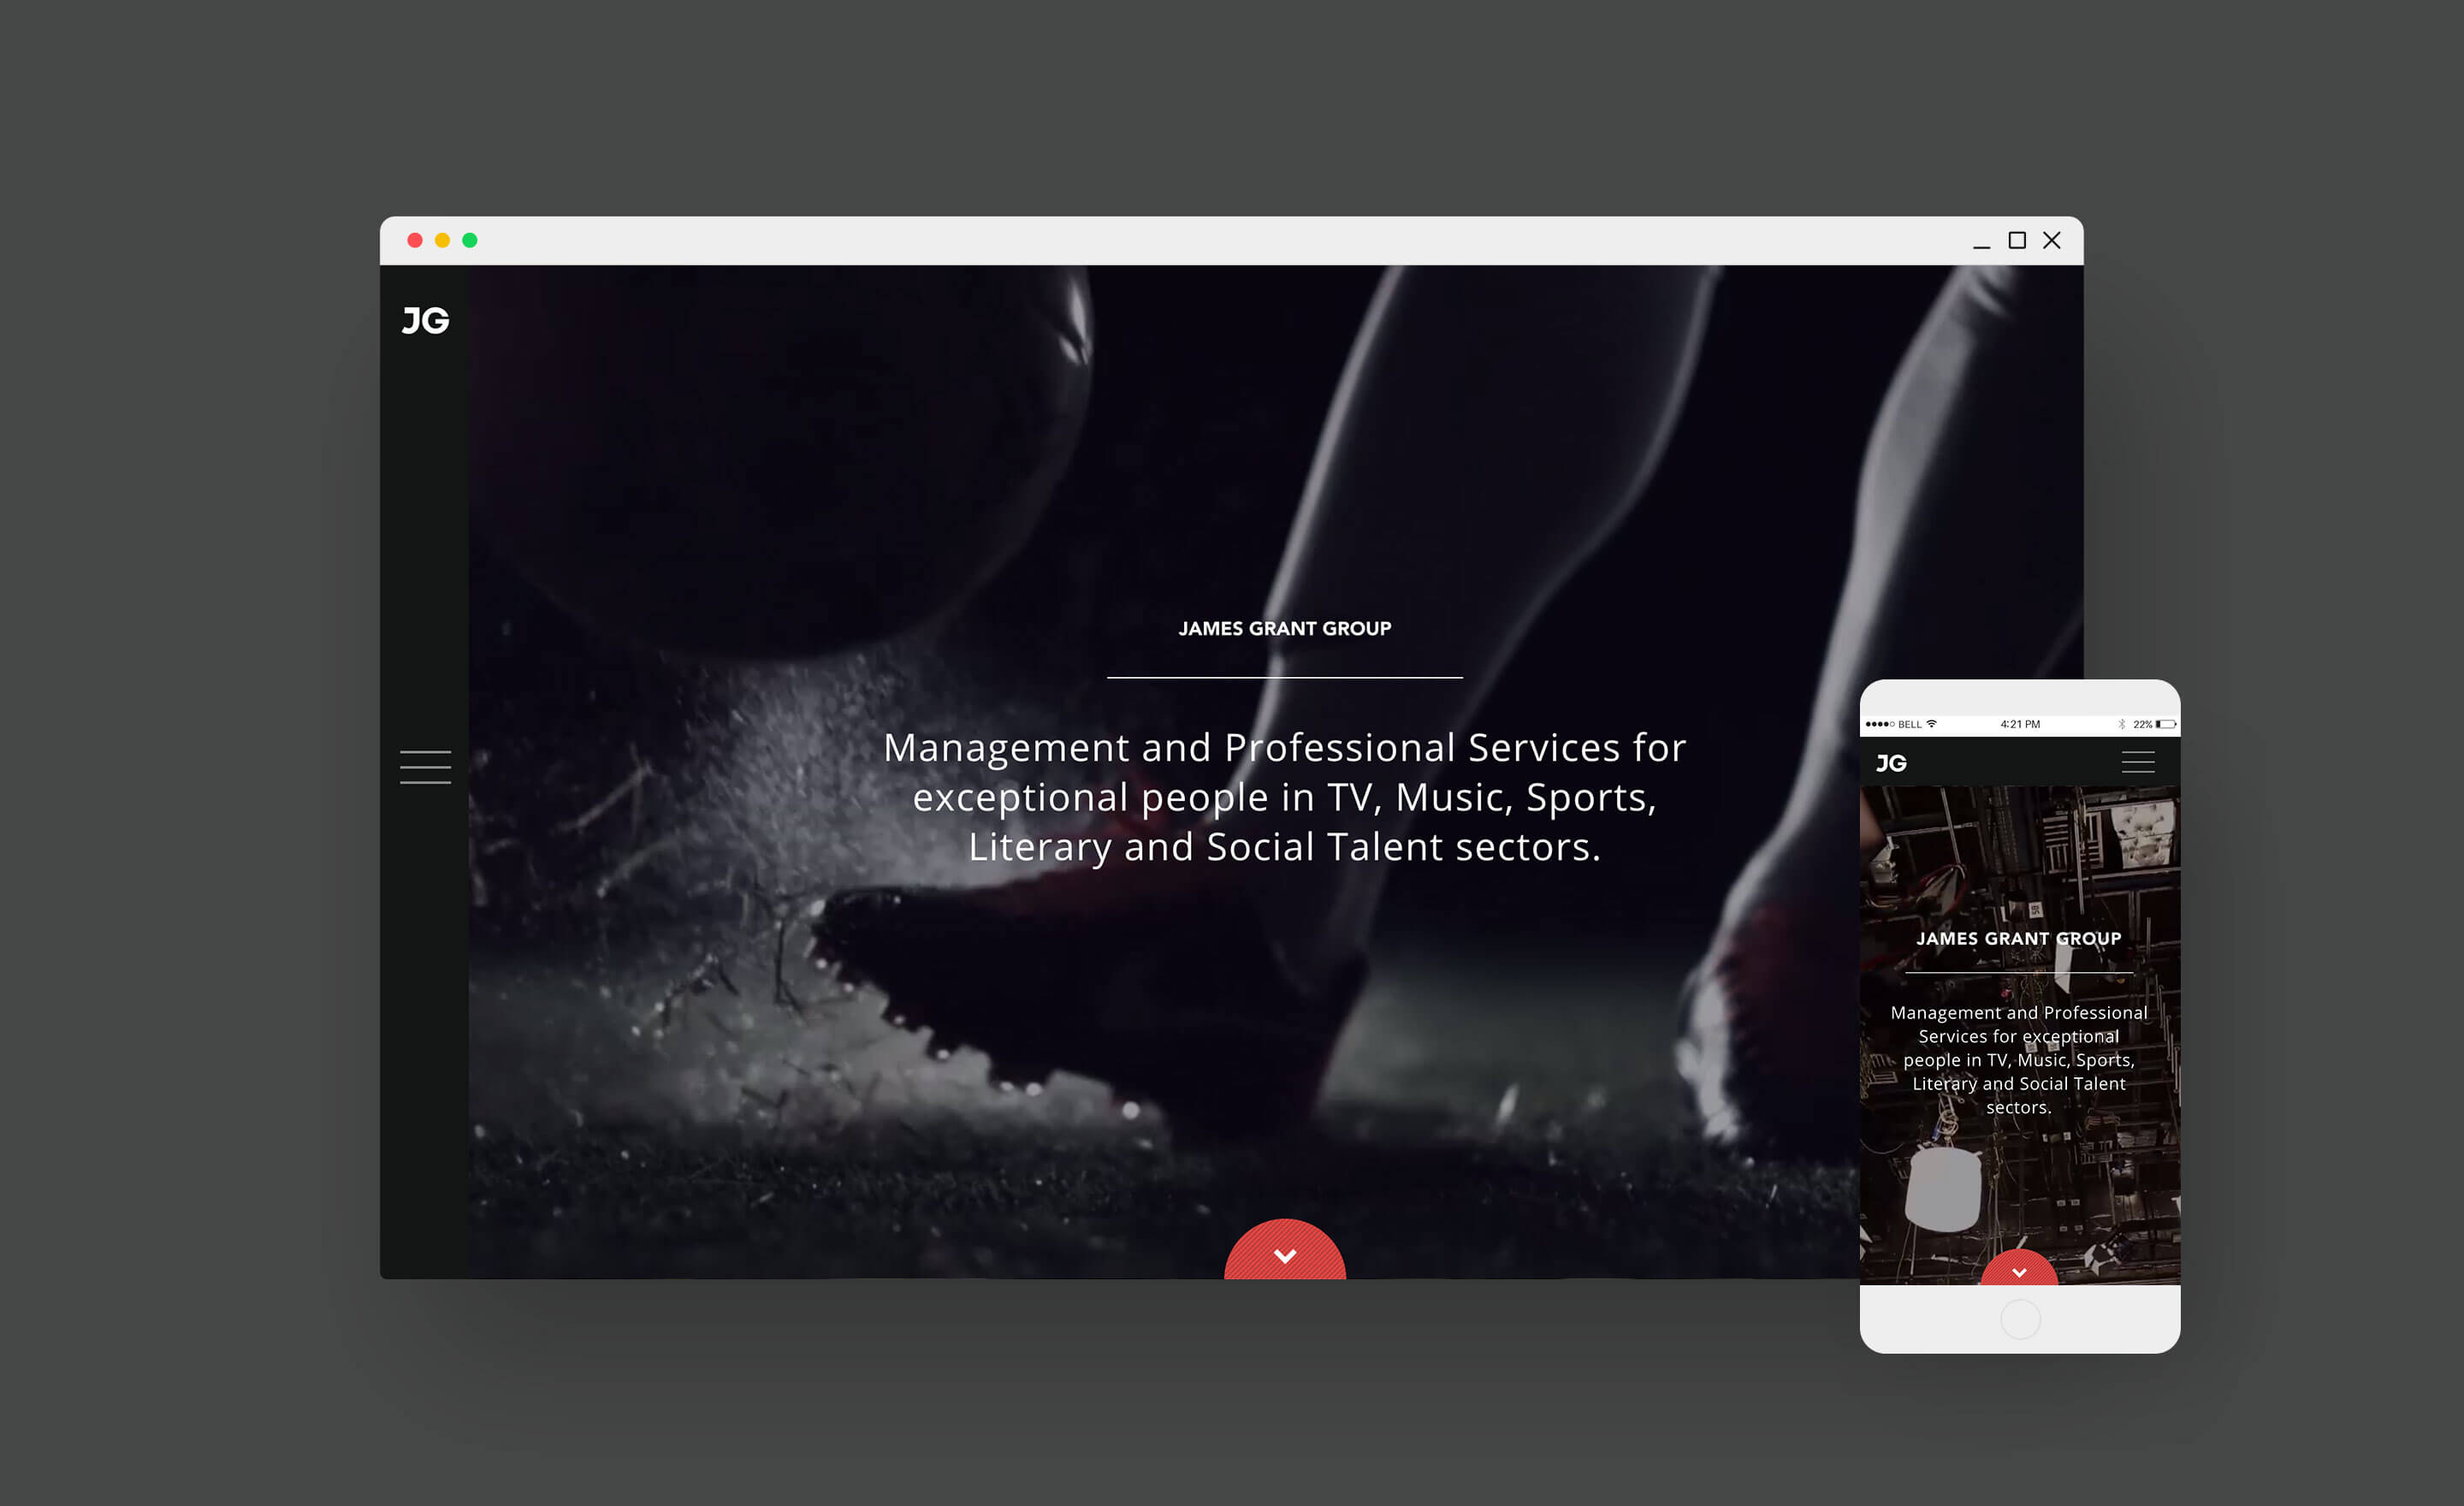 JG
JAMES GRANT GROUP
Management and Professional Services for
exceptional people in TV, Music, Sports,
Literary and Social Talent sectors.
BELL 4:21 PM 22%
JG
JAMES GRANT GROUP
Management and Professional
Services for exceptional
people in TV, Music, Sports,
Literary and Social Talent
sectors.